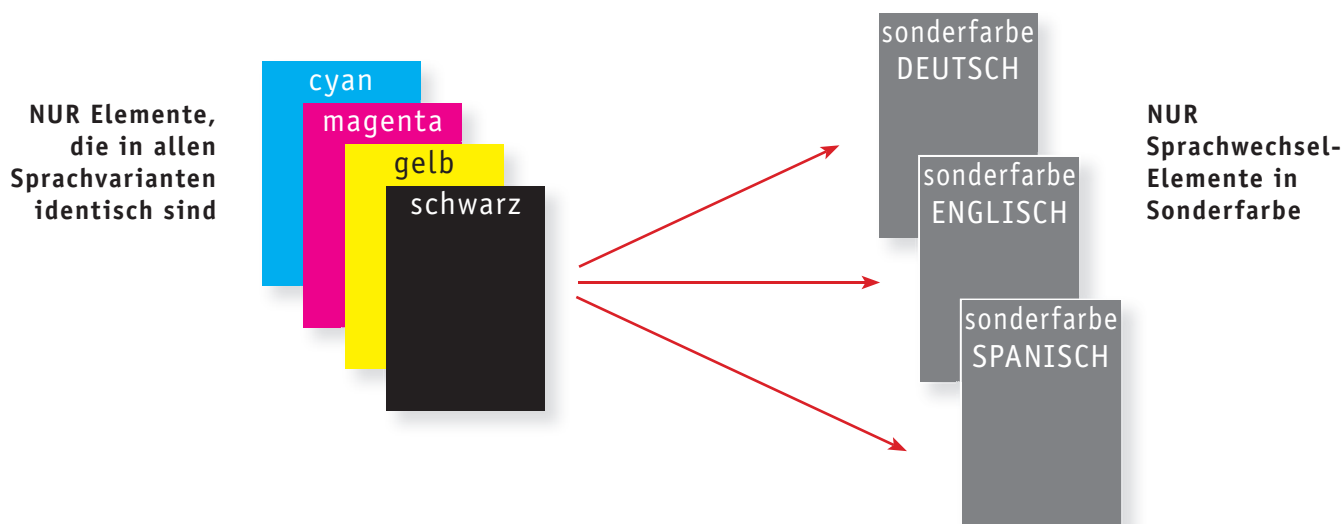 NUR Elemente,
die in allen
Sprachvarianten
identisch sind
cyan
magenta
gelb
schwarz
sonderfarbe
DEUTSCH
sonderfarbe
ENGLISCH
sonderfarbe
SPANISCH
NUR
Sprachwechsel-
Elemente in
Sonderfarbe